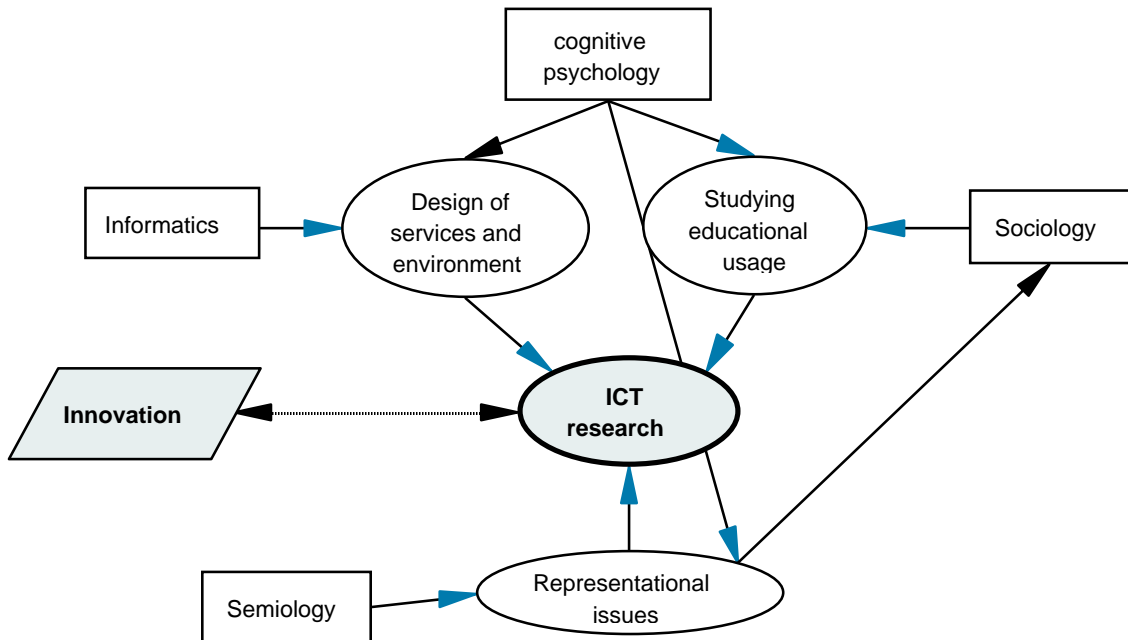 cognitive
psychology
Informatics
Design of
services and
environment
Studying
educational
usage
Sociology
Innovation
ICT
research
Semiology
Representational
issues